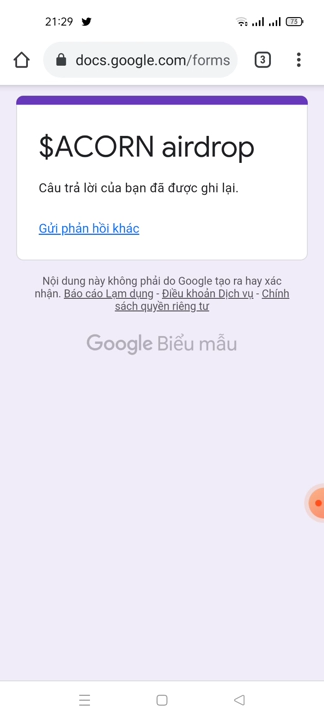 21:29
75
docs.google.com/forms
3
$ACORN airdrop
Câu trả lời của bạn đã được ghi lại.
Gửi phản hồi khác
Nội dung này không phải do Google tạo ra hay xác
nhận. Báo cáo Lạm dụng - Điều khoản Dịch vụ - Chính
sách quyền riêng tư
Google Biểu mẫu